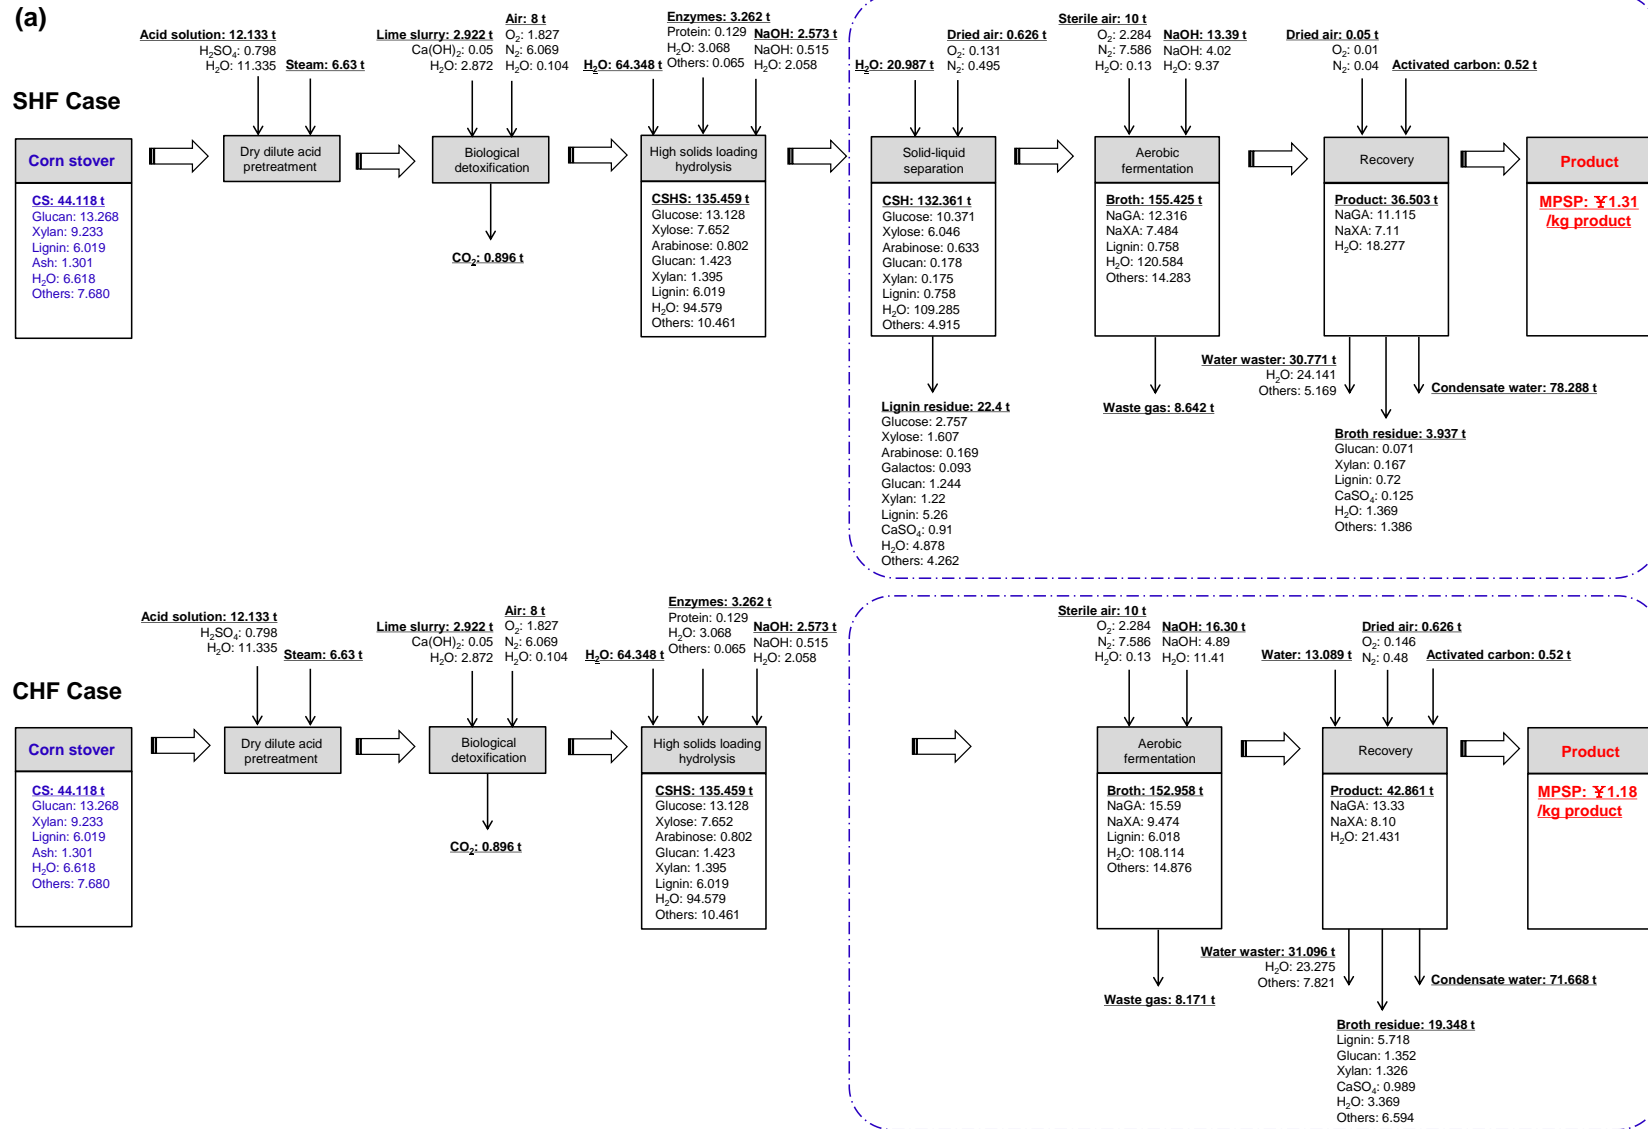 (a)
SHF Case
Corn stover
CS: 44.118 t
Glucan: 13.268
Xylan: 9.233
Lignin: 6.019
Ash: 1.301
H₂O: 6.618
Others: 7.680
Acid solution: 12.133 t
H₂SO₄: 0.798
H₂O: 11.335
Steam: 6.63 t
Dry dilute acid
pretreatment
Lime slurry: 2.922 t
Ca(OH)₂: 0.05
H₂O: 2.872
Air: 8 t
O₂: 1.827
N₂: 6.069
H₂O: 0.104
Biological
detoxification
CO₂: 0.896 t
H₂O: 64.348 t
Enzymes: 3.262 t
Protein: 0.129
H₂O: 3.068
Others: 0.065
NaOH: 2.573 t
NaOH: 0.515
H₂O: 2.058
High solids loading
hydrolysis
CSHS: 135.459 t
Glucose: 13.128
Xylose: 7.652
Arabinose: 0.802
Glucan: 1.423
Xylan: 1.395
Lignin: 6.019
H₂O: 94.579
Others: 10.461
H₂O: 20.987 t
Dried air: 0.626 t
O₂: 0.131
N₂: 0.495
Solid-liquid
separation
CSH: 132.361 t
Glucose: 10.371
Xylose: 6.046
Arabinose: 0.633
Glucan: 0.178
Xylan: 0.175
Lignin: 0.758
H₂O: 109.285
Others: 4.915
Lignin residue: 22.4 t
Glucose: 2.757
Xylose: 1.607
Arabinose: 0.169
Galactos: 0.093
Glucan: 1.244
Xylan: 1.22
Lignin: 5.26
CaSO₄: 0.91
H₂O: 4.878
Others: 4.262
Sterile air: 10 t
O₂: 2.284
N₂: 7.586
H₂O: 0.13
NaOH: 13.39 t
NaOH: 4.02
H₂O: 9.37
Aerobic
fermentation
Broth: 155.425 t
NaGA: 12.316
NaXA: 7.484
Lignin: 0.758
H₂O: 120.584
Others: 14.283
Waste gas: 8.642 t
Dried air: 0.05 t
O₂: 0.01
N₂: 0.04
Activated carbon: 0.52 t
Recovery
Product: 36.503 t
NaGA: 11.115
NaXA: 7.11
H₂O: 18.277
Water waster: 30.771 t
H₂O: 24.141
Others: 5.169
Condensate water: 78.288 t
Broth residue: 3.937 t
Glucan: 0.071
Xylan: 0.167
Lignin: 0.72
CaSO₄: 0.125
H₂O: 1.369
Others: 1.386
Product
MPSP: ¥1.31
/kg product
CHF Case
Corn stover
CS: 44.118 t
Glucan: 13.268
Xylan: 9.233
Lignin: 6.019
Ash: 1.301
H₂O: 6.618
Others: 7.680
Acid solution: 12.133 t
H₂SO₄: 0.798
H₂O: 11.335
Steam: 6.63 t
Dry dilute acid
pretreatment
Lime slurry: 2.922 t
Ca(OH)₂: 0.05
H₂O: 2.872
Air: 8 t
O₂: 1.827
N₂: 6.069
H₂O: 0.104
Biological
detoxification
CO₂: 0.896 t
H₂O: 64.348 t
Enzymes: 3.262 t
Protein: 0.129
H₂O: 3.068
Others: 0.065
NaOH: 2.573 t
NaOH: 0.515
H₂O: 2.058
High solids loading
hydrolysis
CSHS: 135.459 t
Glucose: 13.128
Xylose: 7.652
Arabinose: 0.802
Glucan: 1.423
Xylan: 1.395
Lignin: 6.019
H₂O: 94.579
Others: 10.461
Sterile air: 10 t
O₂: 2.284
N₂: 7.586
H₂O: 0.13
NaOH: 16.30 t
NaOH: 4.89
H₂O: 11.41
Aerobic
fermentation
Broth: 152.958 t
NaGA: 15.59
NaXA: 9.474
Lignin: 6.018
H₂O: 108.114
Others: 14.876
Waste gas: 8.171 t
Water: 13.089 t
Dried air: 0.626 t
O₂: 0.146
N₂: 0.48
Activated carbon: 0.52 t
Recovery
Product: 42.861 t
NaGA: 13.33
NaXA: 8.10
H₂O: 21.431
Water waster: 31.096 t
H₂O: 23.275
Others: 7.821
Condensate water: 71.668 t
Broth residue: 19.348 t
Lignin: 5.718
Glucan: 1.352
Xylan: 1.326
CaSO₄: 0.989
H₂O: 3.369
Others: 6.594
Product
MPSP: ¥1.18
/kg product